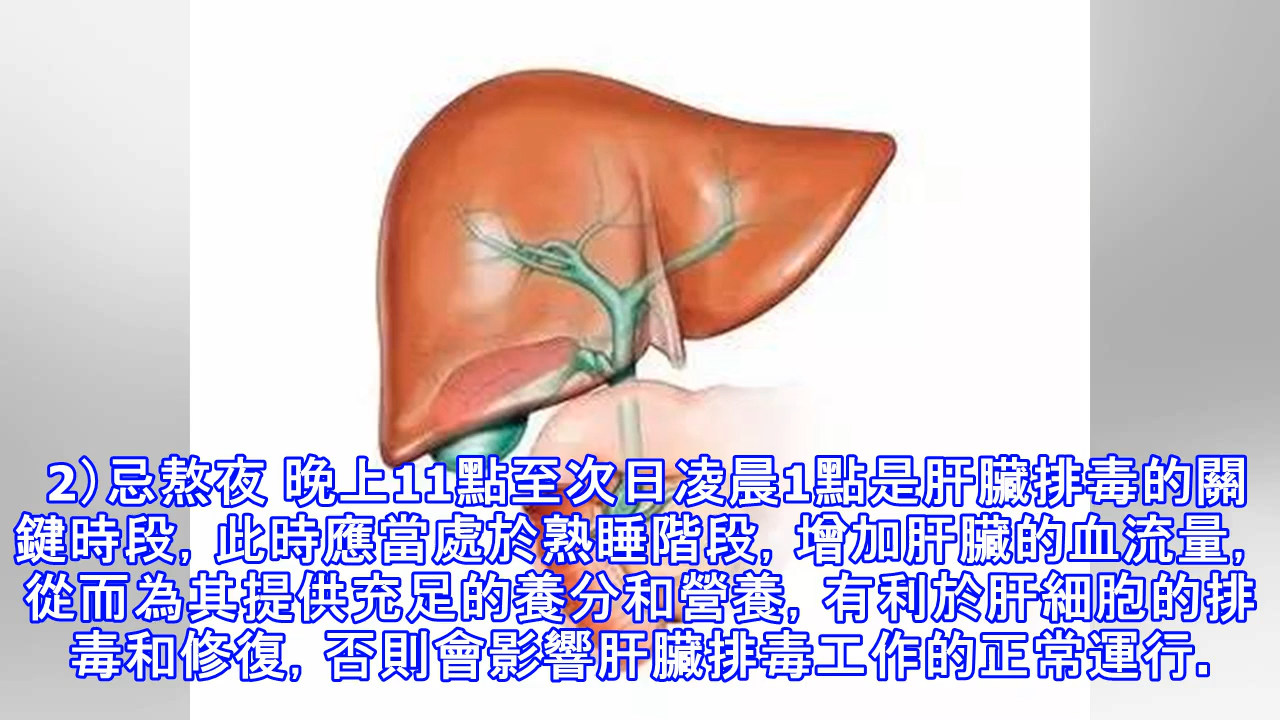 2)忌熬夜 晚上11點至次日凌晨1點是肝臟排毒的關
鍵時段, 此時應當處於熟睡階段, 增加肝臟的血流量,
從而為其提供充足的養分和營養, 有利於肝細胞的排
毒和修復, 否則會影響肝臟排毒工作的正常運行.